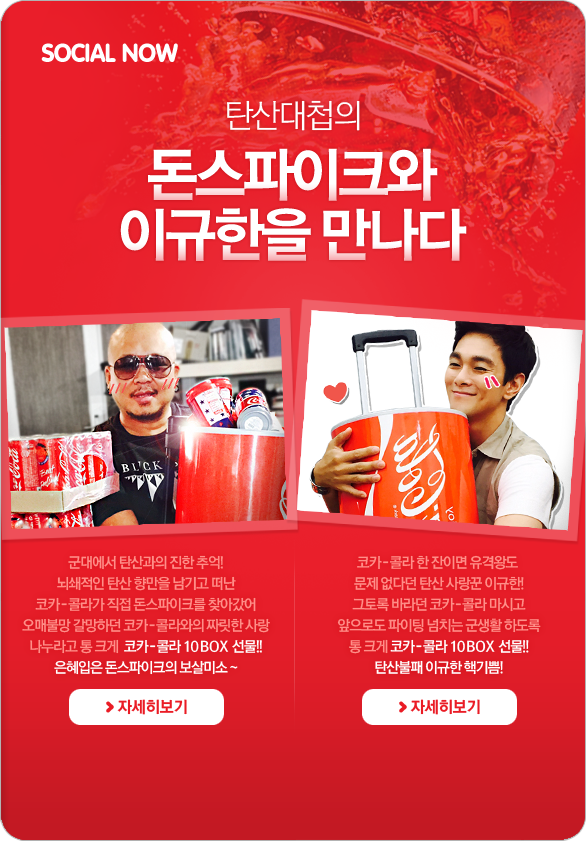 SOCIAL NOW
탄산대첩의
돈스파이크와
이규한을 만나다
BLACK
군대에서 탄산과의 진한 추억!
뇌쇄적인 탄산 향만을 남기고 떠난
코카-콜라가 직접 돈스파이크를 찾아갔어
오매불망 갈망하던 코카-콜라와의 짜릿한 사랑
나누라고 통 크게 코카-콜라 10BOX 선물!!
은혜입은 돈스파이크의 보살미소~
자세히보기
코카-콜라 한 잔이면 유격왕도
문제 없다던 탄산 사랑꾼 이규한!
그토록 바라던 코카-콜라 마시고
앞으로도 파이팅 넘치는 군생활 하도록
통 크게 코카-콜라 10BOX 선물!!
탄산불패 이규한 핵기쁨!
자세히보기